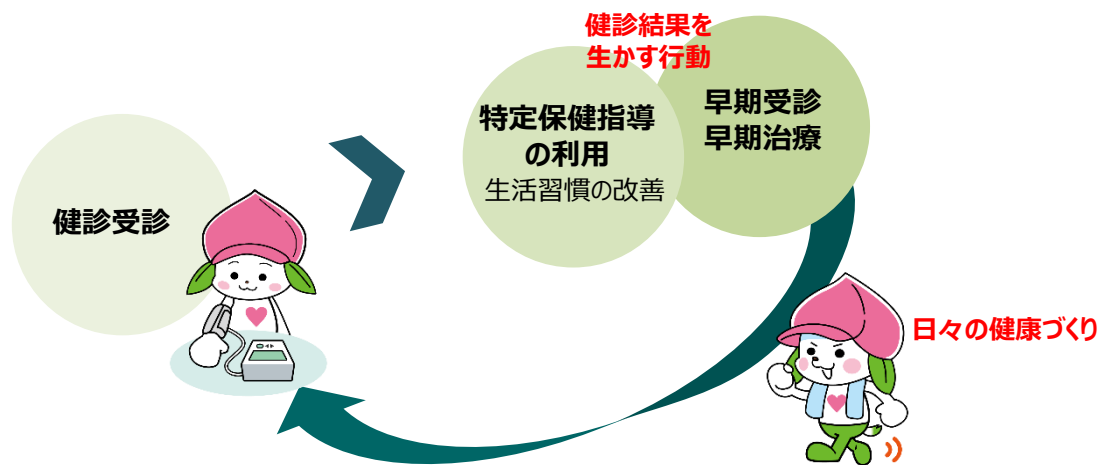 健診受診
健診結果を
生かす行動
特定保健指導
の利用
生活習慣の改善
早期受診
早期治療
日々の健康づくり